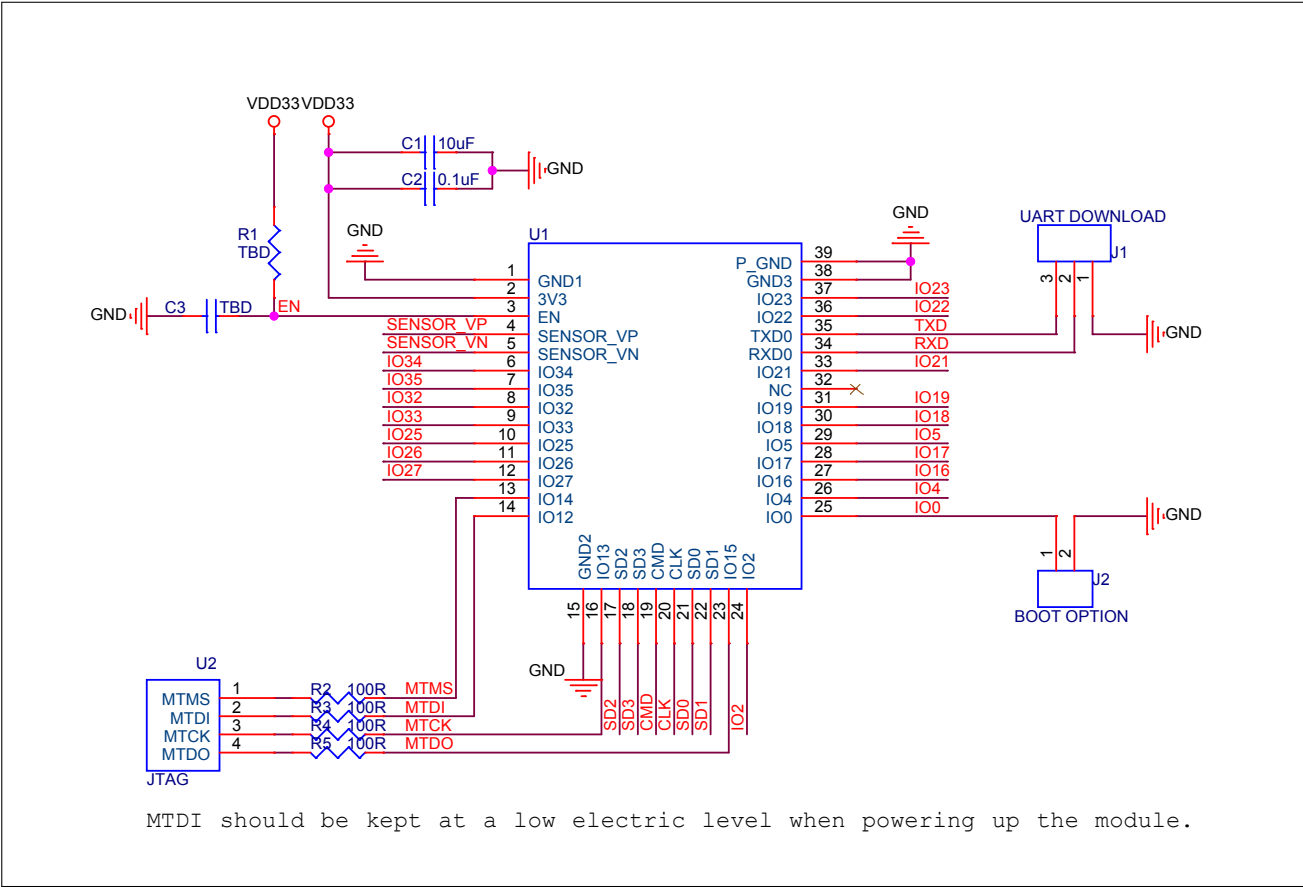 VDD33 VDD33
C1 10uF
C2 0.1uF
GND
R1
TBD
GND
C3 TBD EN
GND
U1
1 GND1
2 3V3
3 EN
SENSOR_VP 4 SENSOR_VP
SENSOR_VN 5 SENSOR_VN
IO34 6 IO34
IO35 7 IO35
IO32 8 IO32
IO33 9 IO33
IO25 10 IO25
IO26 11 IO26
IO27 12 IO27
13 IO14
14 IO12
GND
P_GND 39
GND3 38
IO23 37 IO23
IO22 36 IO22
TXD0 35 TXD
RXD0 34 RXD
IO21 33 IO21
NC 32
IO19 31 IO19
IO18 30 IO18
IO5 29 IO5
IO17 28 IO17
IO16 27 IO16
IO4 26 IO4
IO0 25 IO0
UART DOWNLOAD
J1
3 2 1
GND
GND
1 2
J2
BOOT OPTION
GND2 IO13 SD2 SD3 CMD CLK SD0 SD1 IO15 IO2
15 16 17 18 19 20 21 22 23 24
GND
SD2 SD3 CMD CLK SD0 SD1 IO2
U2
MTMS 1 R2 100R MTMS
MTDI 2 R3 100R MTDI
MTCK 3 R4 100R MTCK
MTDO 4 R5 100R MTDO
JTAG
MTDI should be kept at a low electric level when powering up the module.